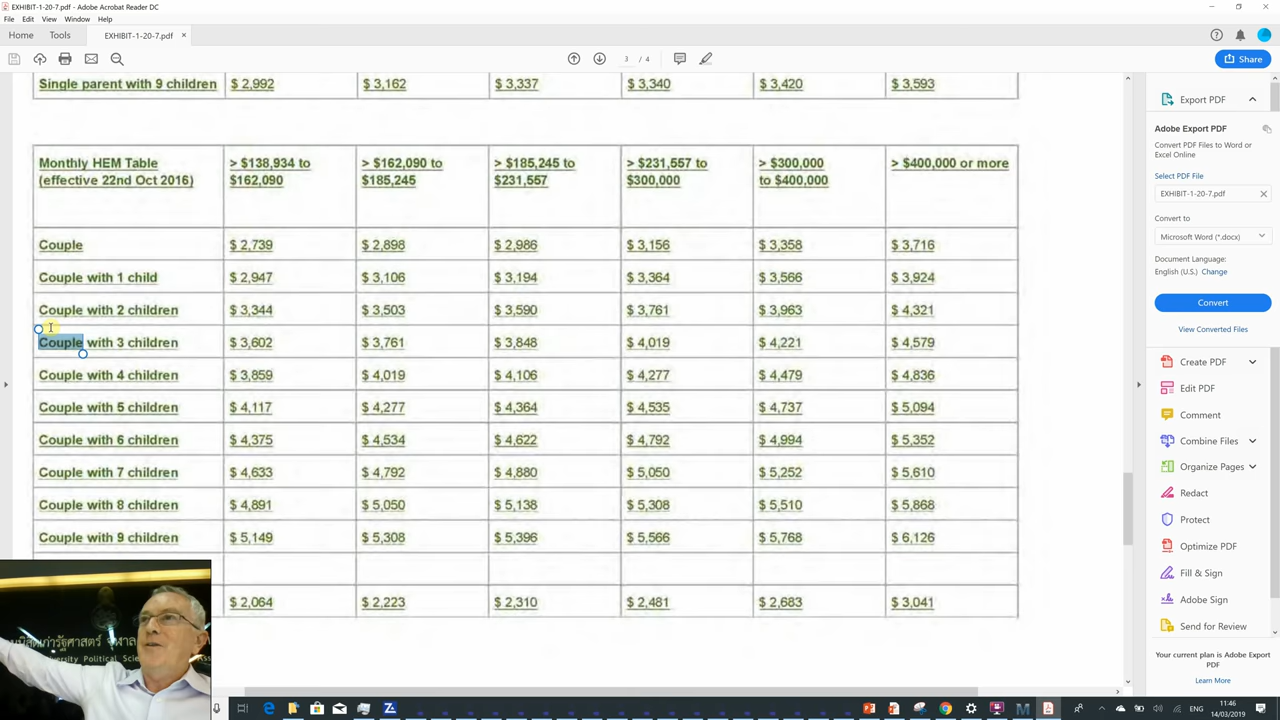 EXHIBIT-1-20-7.pdf - Adobe Acrobat Reader DC
File Edit View Window Help
Home Tools EXHIBIT-1-20-7.pdf ×
3 / 4
Share
Single parent with 9 children $ 2,992 $ 3,162 $ 3,337 $ 3,340 $ 3,420 $ 3,593
Monthly HEM Table > $138,934 to > $162,090 to > $185,245 to > $231,557 to > $300,000 > $400,000 or more
(effective 22nd Oct 2016) $162,090 $185,245 $231,557 $300,000 to $400,000
Couple $ 2,739 $ 2,898 $ 2,986 $ 3,156 $ 3,358 $ 3,716
Couple with 1 child $ 2,947 $ 3,106 $ 3,194 $ 3,364 $ 3,566 $ 3,924
Couple with 2 children $ 3,344 $ 3,503 $ 3,590 $ 3,761 $ 3,963 $ 4,321
Couple with 3 children $ 3,602 $ 3,761 $ 3,848 $ 4,019 $ 4,221 $ 4,579
Couple with 4 children $ 3,859 $ 4,019 $ 4,106 $ 4,277 $ 4,479 $ 4,836
Couple with 5 children $ 4,117 $ 4,277 $ 4,364 $ 4,535 $ 4,737 $ 5,094
Couple with 6 children $ 4,375 $ 4,534 $ 4,622 $ 4,792 $ 4,994 $ 5,352
Couple with 7 children $ 4,633 $ 4,792 $ 4,880 $ 5,050 $ 5,252 $ 5,610
Couple with 8 children $ 4,891 $ 5,050 $ 5,138 $ 5,308 $ 5,510 $ 5,868
Couple with 9 children $ 5,149 $ 5,308 $ 5,396 $ 5,566 $ 5,768 $ 6,126
$ 2,064 $ 2,223 $ 2,310 $ 2,481 $ 2,683 $ 3,041
Export PDF
Adobe Export PDF
Convert PDF Files to Word or
Excel Online
Select PDF File
EXHIBIT-1-20-7.pdf
Convert to
Microsoft Word (*.docx)
Document Language:
English (U.S.) Change
Convert
View Converted Files
Create PDF
Edit PDF
Comment
Combine Files
Organize Pages
Redact
Protect
Optimize PDF
Fill & Sign
Adobe Sign
Send for Review
Your current plan is Adobe Export
PDF
Learn More
ENG
11:46
14/03/2019